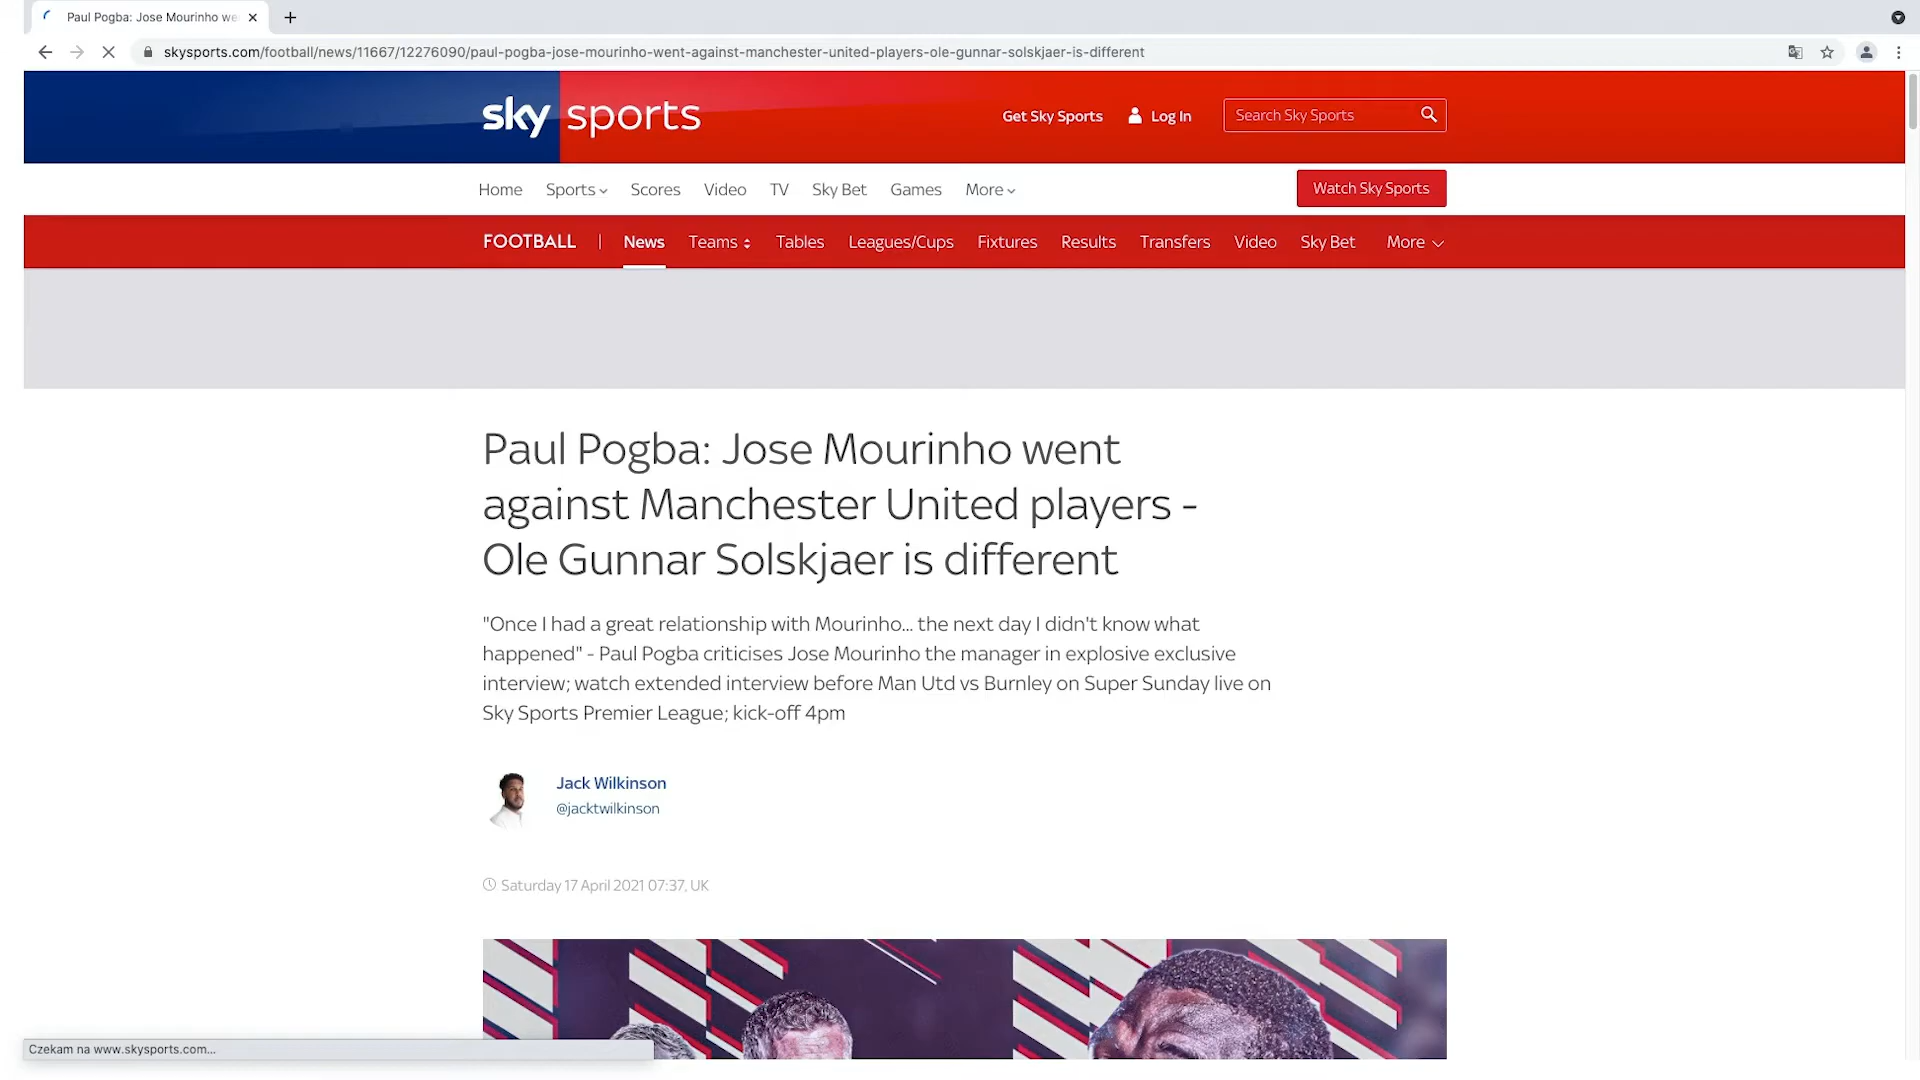 Paul Pogba: Jose Mourinho we
skysports.com/football/news/11667/12276090/paul-pogba-jose-mourinho-went-against-manchester-united-players-ole-gunnar-solskjaer-is-different
sky sports
Get Sky Sports Log In Search Sky Sports
Home Sports Scores Video TV Sky Bet Games More Watch Sky Sports
FOOTBALL | News Teams Tables Leagues/Cups Fixtures Results Transfers Video Sky Bet More
Paul Pogba: Jose Mourinho went
against Manchester United players -
Ole Gunnar Solskjaer is different
"Once I had a great relationship with Mourinho... the next day I didn't know what
happened" - Paul Pogba criticises Jose Mourinho the manager in explosive exclusive
interview; watch extended interview before Man Utd vs Burnley on Super Sunday live on
Sky Sports Premier League; kick-off 4pm
Jack Wilkinson
@jacktwilkinson
Saturday 17 April 2021 07:37, UK
Czekam na www.skysports.com...